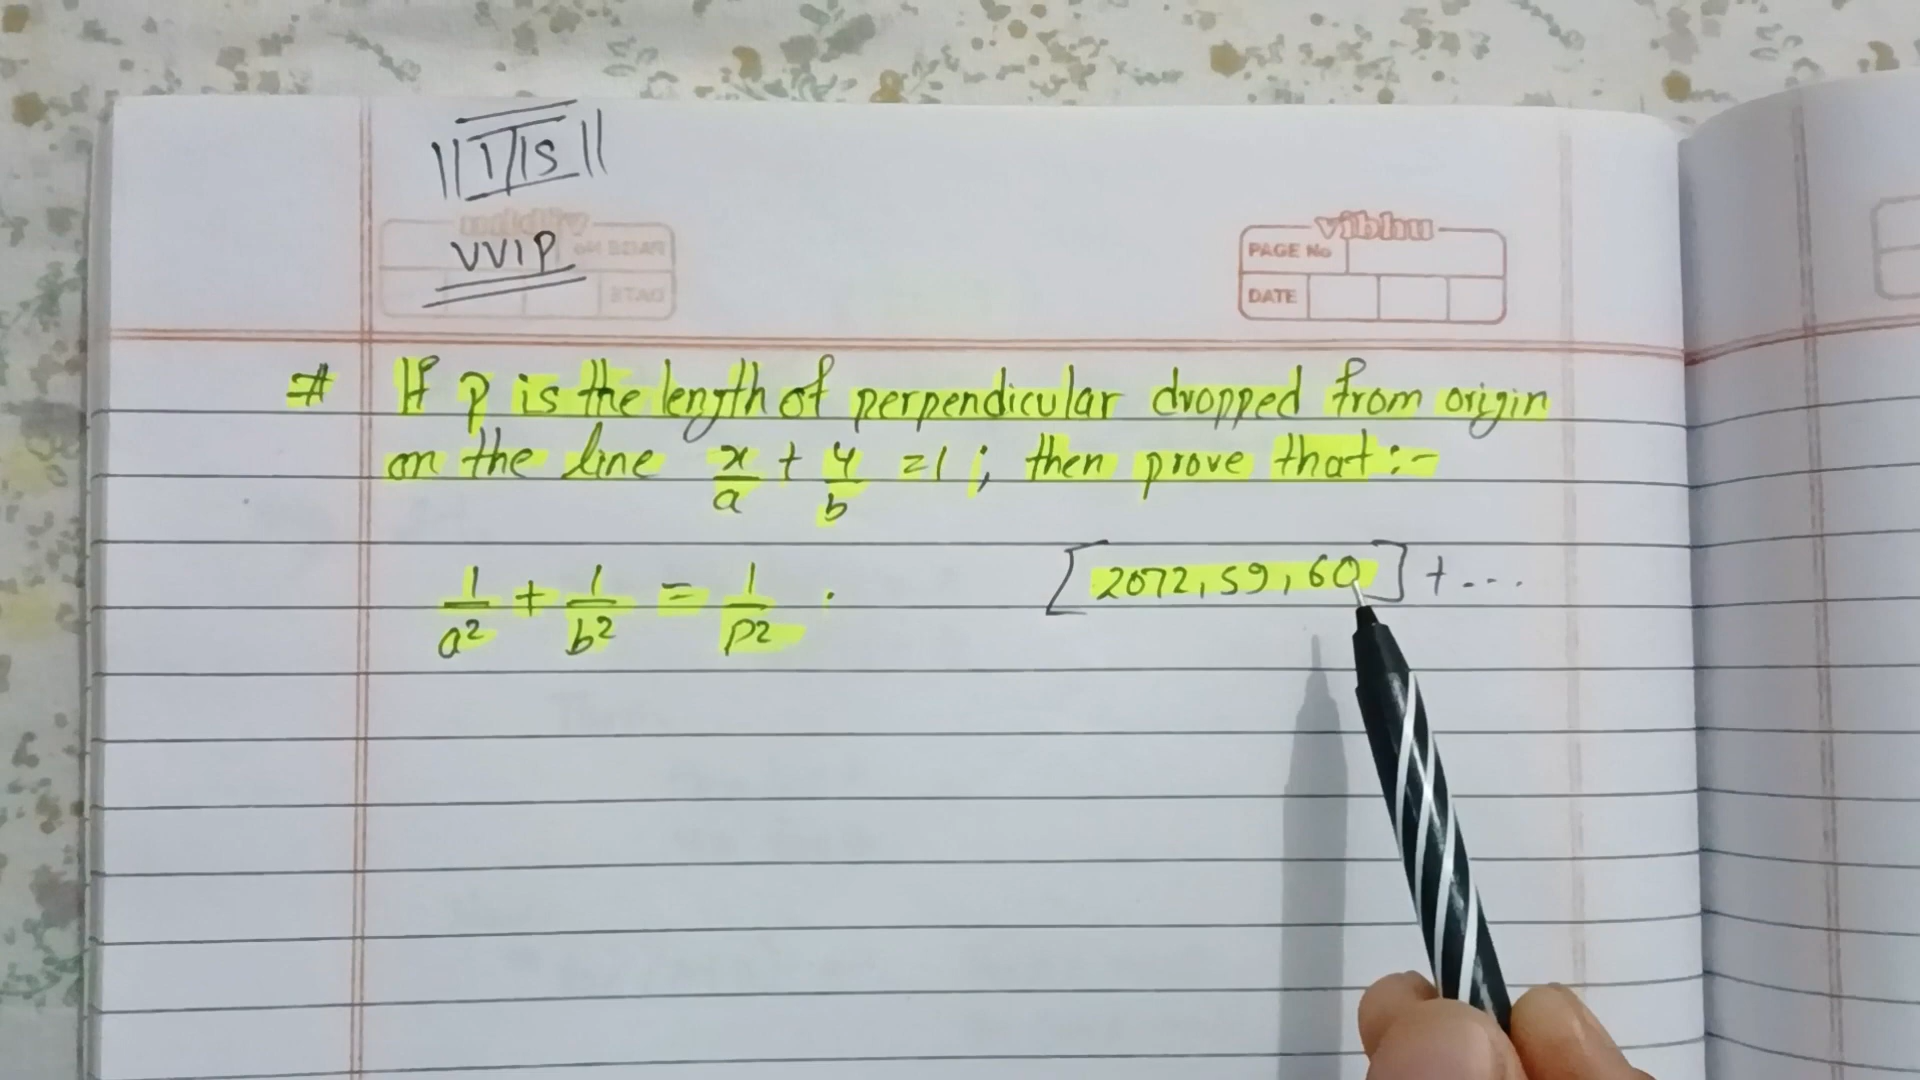 ||1/1S||
VVIP
vibhu
PAGE No
DATE
# If p is the length of perpendicular dropped from origin
on the line x/a + y/b = 1 ; then prove that :-
1/a² + 1/b² = 1/p² .
[2072, 59, 60] + ...